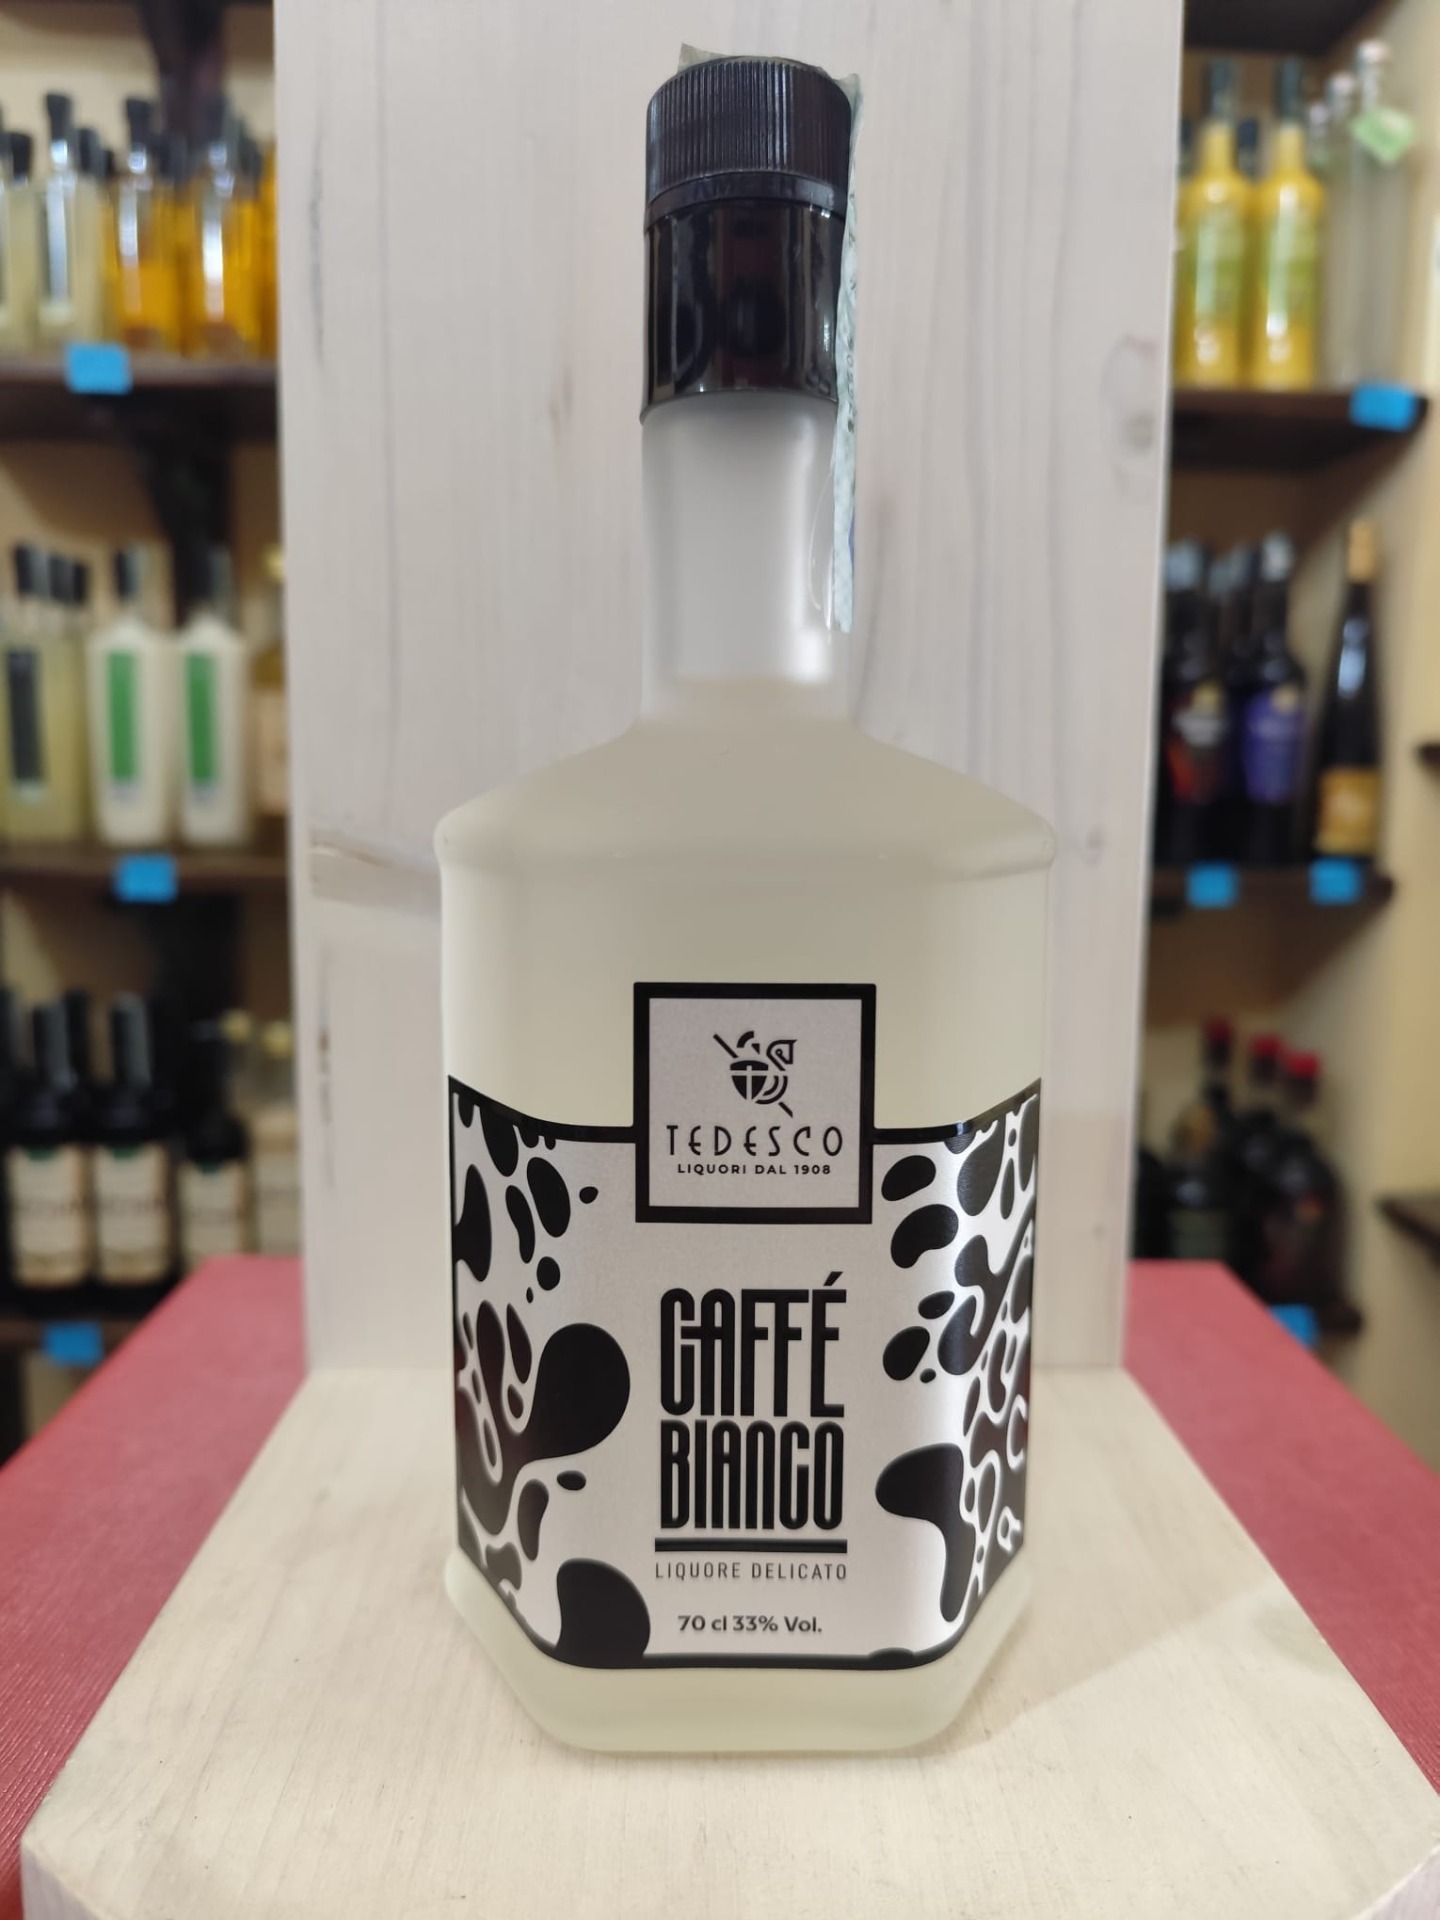 TEDESCO
LIQUORI DAL 1908
CAFFÉ
BIANCO
LIQUORE DELICATO
70 cl 33% Vol.